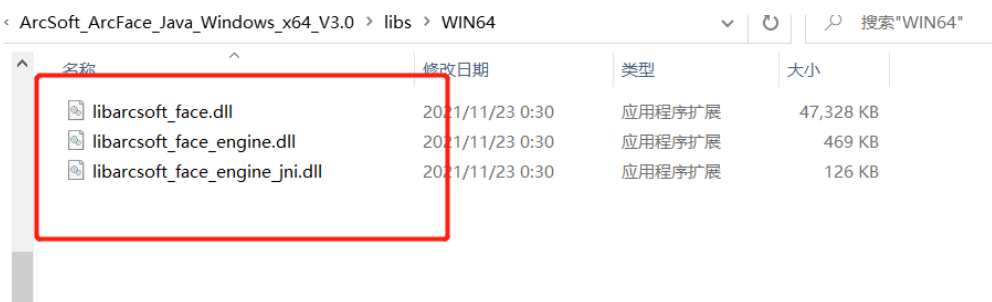 ‹ ArcSoft_ArcFace_Java_Windows_x64_V3.0 › libs › WIN64 搜索"WIN64"
名称 修改日期 类型 大小
libarcsoft_face.dll 2021/11/23 0:30 应用程序扩展 47,328 KB
libarcsoft_face_engine.dll 2021/11/23 0:30 应用程序扩展 469 KB
libarcsoft_face_engine_jni.dll 2021/11/23 0:30 应用程序扩展 126 KB